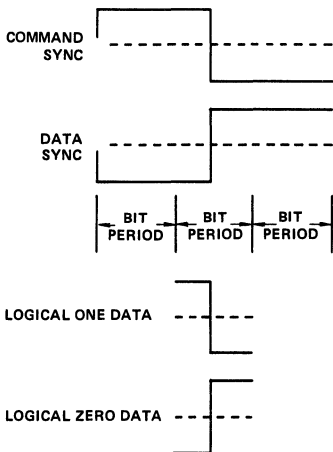 COMMAND
SYNC
DATA
SYNC
BIT PERIOD
BIT PERIOD
BIT PERIOD
LOGICAL ONE DATA
LOGICAL ZERO DATA